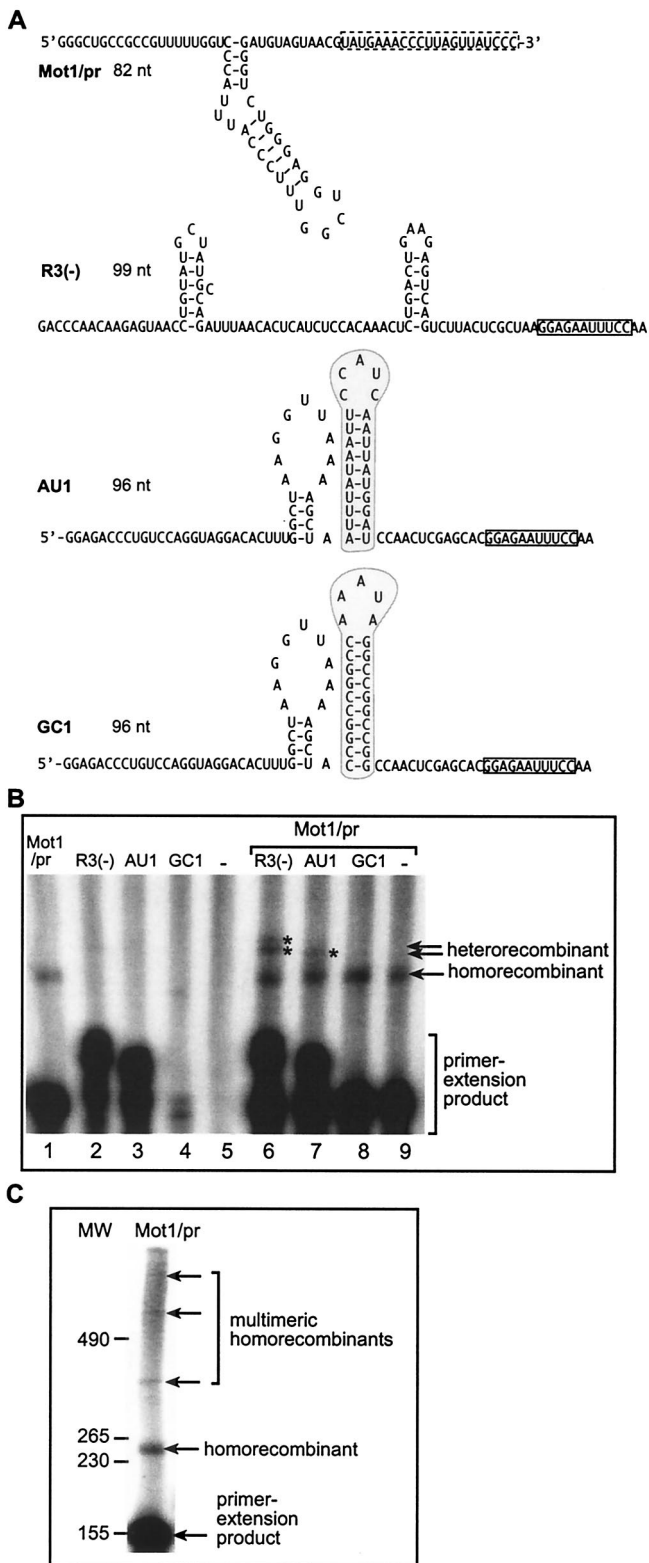 A
5'GGGCUGCCGCCGUUUUUGGUC-GAUGUAGUAACGUAUGAAACCCUUAGUUAUCCC-3'
Mot1/pr 82 nt
R3(-) 99 nt
GACCCAACAAGAGUAACC-GAUUUAACACUCAUCUCCACAAACUC-GUCUUACUCGCUAAGGAGAAUUUCCAA
AU1 96 nt
5'-GGAGACCCUGUCCAGGUAGGACACUUUG-U A A-U CCAACUCGAGCACGGAGAAUUUCCAA
GC1 96 nt
5'-GGAGACCCUGUCCAGGUAGGACACUUUG-U A C-G CCAACUCGAGCACGGAGAAUUUCCAA
B
Mot1/pr
Mot1
/pr R3(-) AU1 GC1 - R3(-) AU1 GC1 -
*
* *
heterorecombinant
homorecombinant
primer-
extension
product
1 2 3 4 5 6 7 8 9
C
MW Mot1/pr
multimeric
homorecombinants
490
265
homorecombinant
230
primer-
extension
product
155